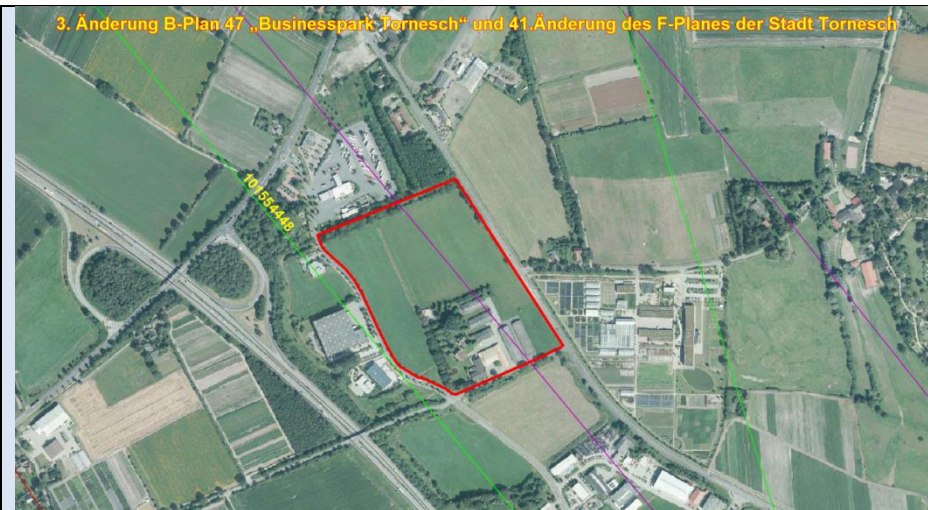 3. Änderung B-Plan 47 „Businesspark Tornesch“ und 41.Änderung des F-Planes der Stadt Tornesch
101554448